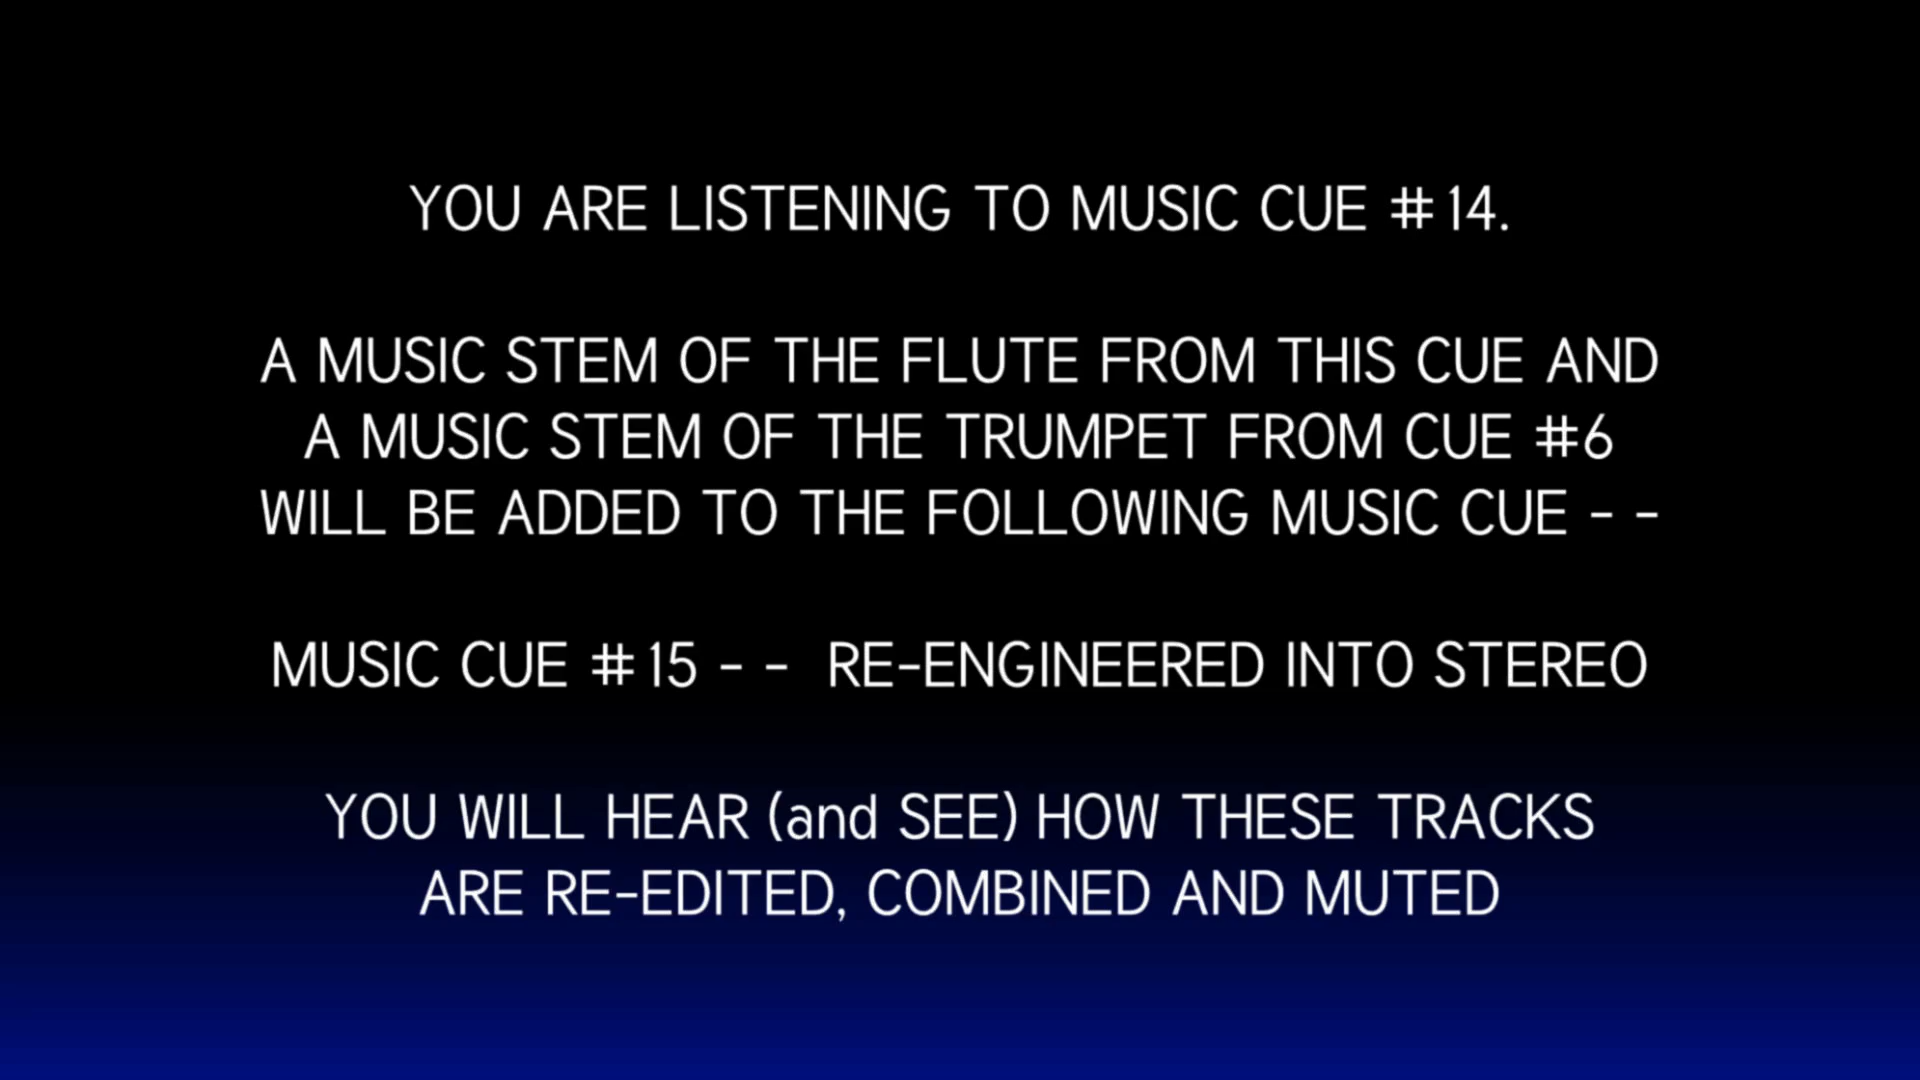 YOU ARE LISTENING TO MUSIC CUE #14.
A MUSIC STEM OF THE FLUTE FROM THIS CUE AND
A MUSIC STEM OF THE TRUMPET FROM CUE #6
WILL BE ADDED TO THE FOLLOWING MUSIC CUE - -
MUSIC CUE #15 - - RE-ENGINEERED INTO STEREO
YOU WILL HEAR (and SEE) HOW THESE TRACKS
ARE RE-EDITED, COMBINED AND MUTED